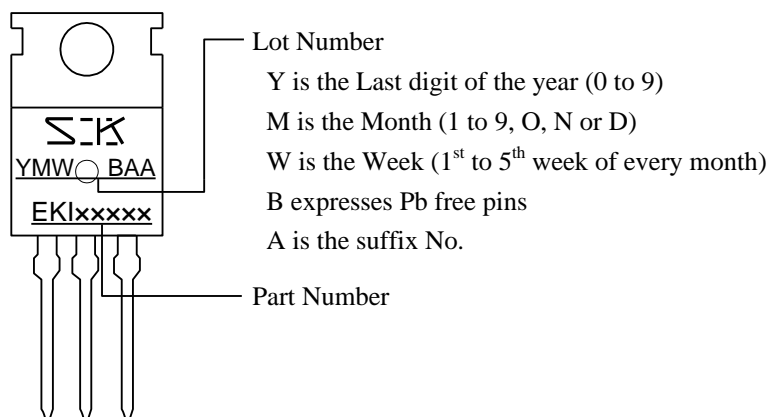 SK
YMW BAA
EKI×××××
Lot Number
Y is the Last digit of the year (0 to 9)
M is the Month (1 to 9, O, N or D)
W is the Week (1st to 5th week of every month)
B expresses Pb free pins
A is the suffix No.
Part Number